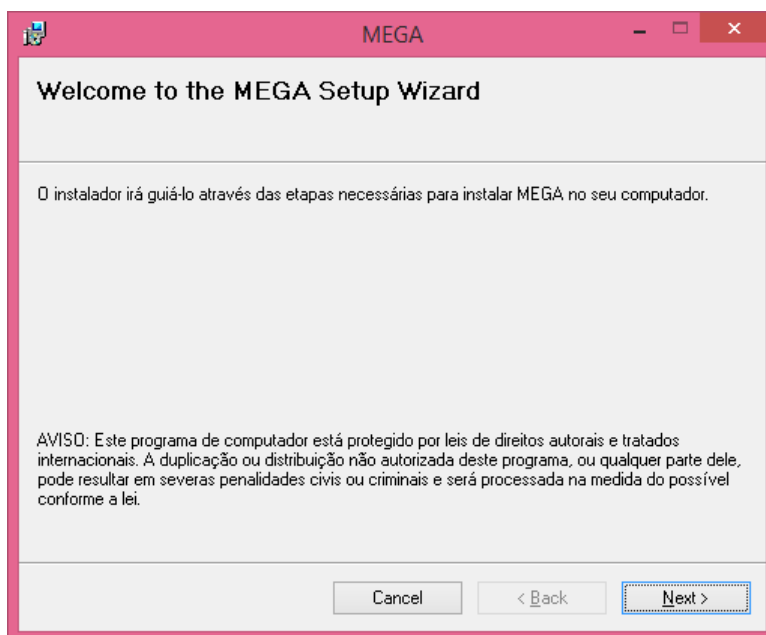 MEGA
Welcome to the MEGA Setup Wizard
O instalador irá guiá-lo através das etapas necessárias para instalar MEGA no seu computador.
AVISO: Este programa de computador está protegido por leis de direitos autorais e tratados
internacionais. A duplicação ou distribuição não autorizada deste programa, ou qualquer parte dele,
pode resultar em severas penalidades civis ou criminais e será processada na medida do possível
conforme a lei.
Cancel < Back Next >